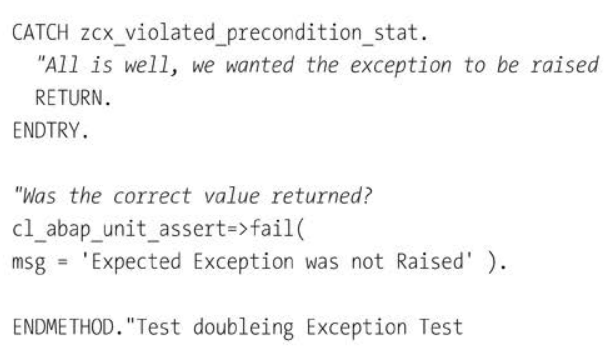 CATCH zcx_violated_precondition_stat.
"All is well, we wanted the exception to be raised
RETURN.
ENDTRY.
"Was the correct value returned?
cl_abap_unit_assert=>fail(
msg = 'Expected Exception was not Raised' ).
ENDMETHOD."Test doubleing Exception Test